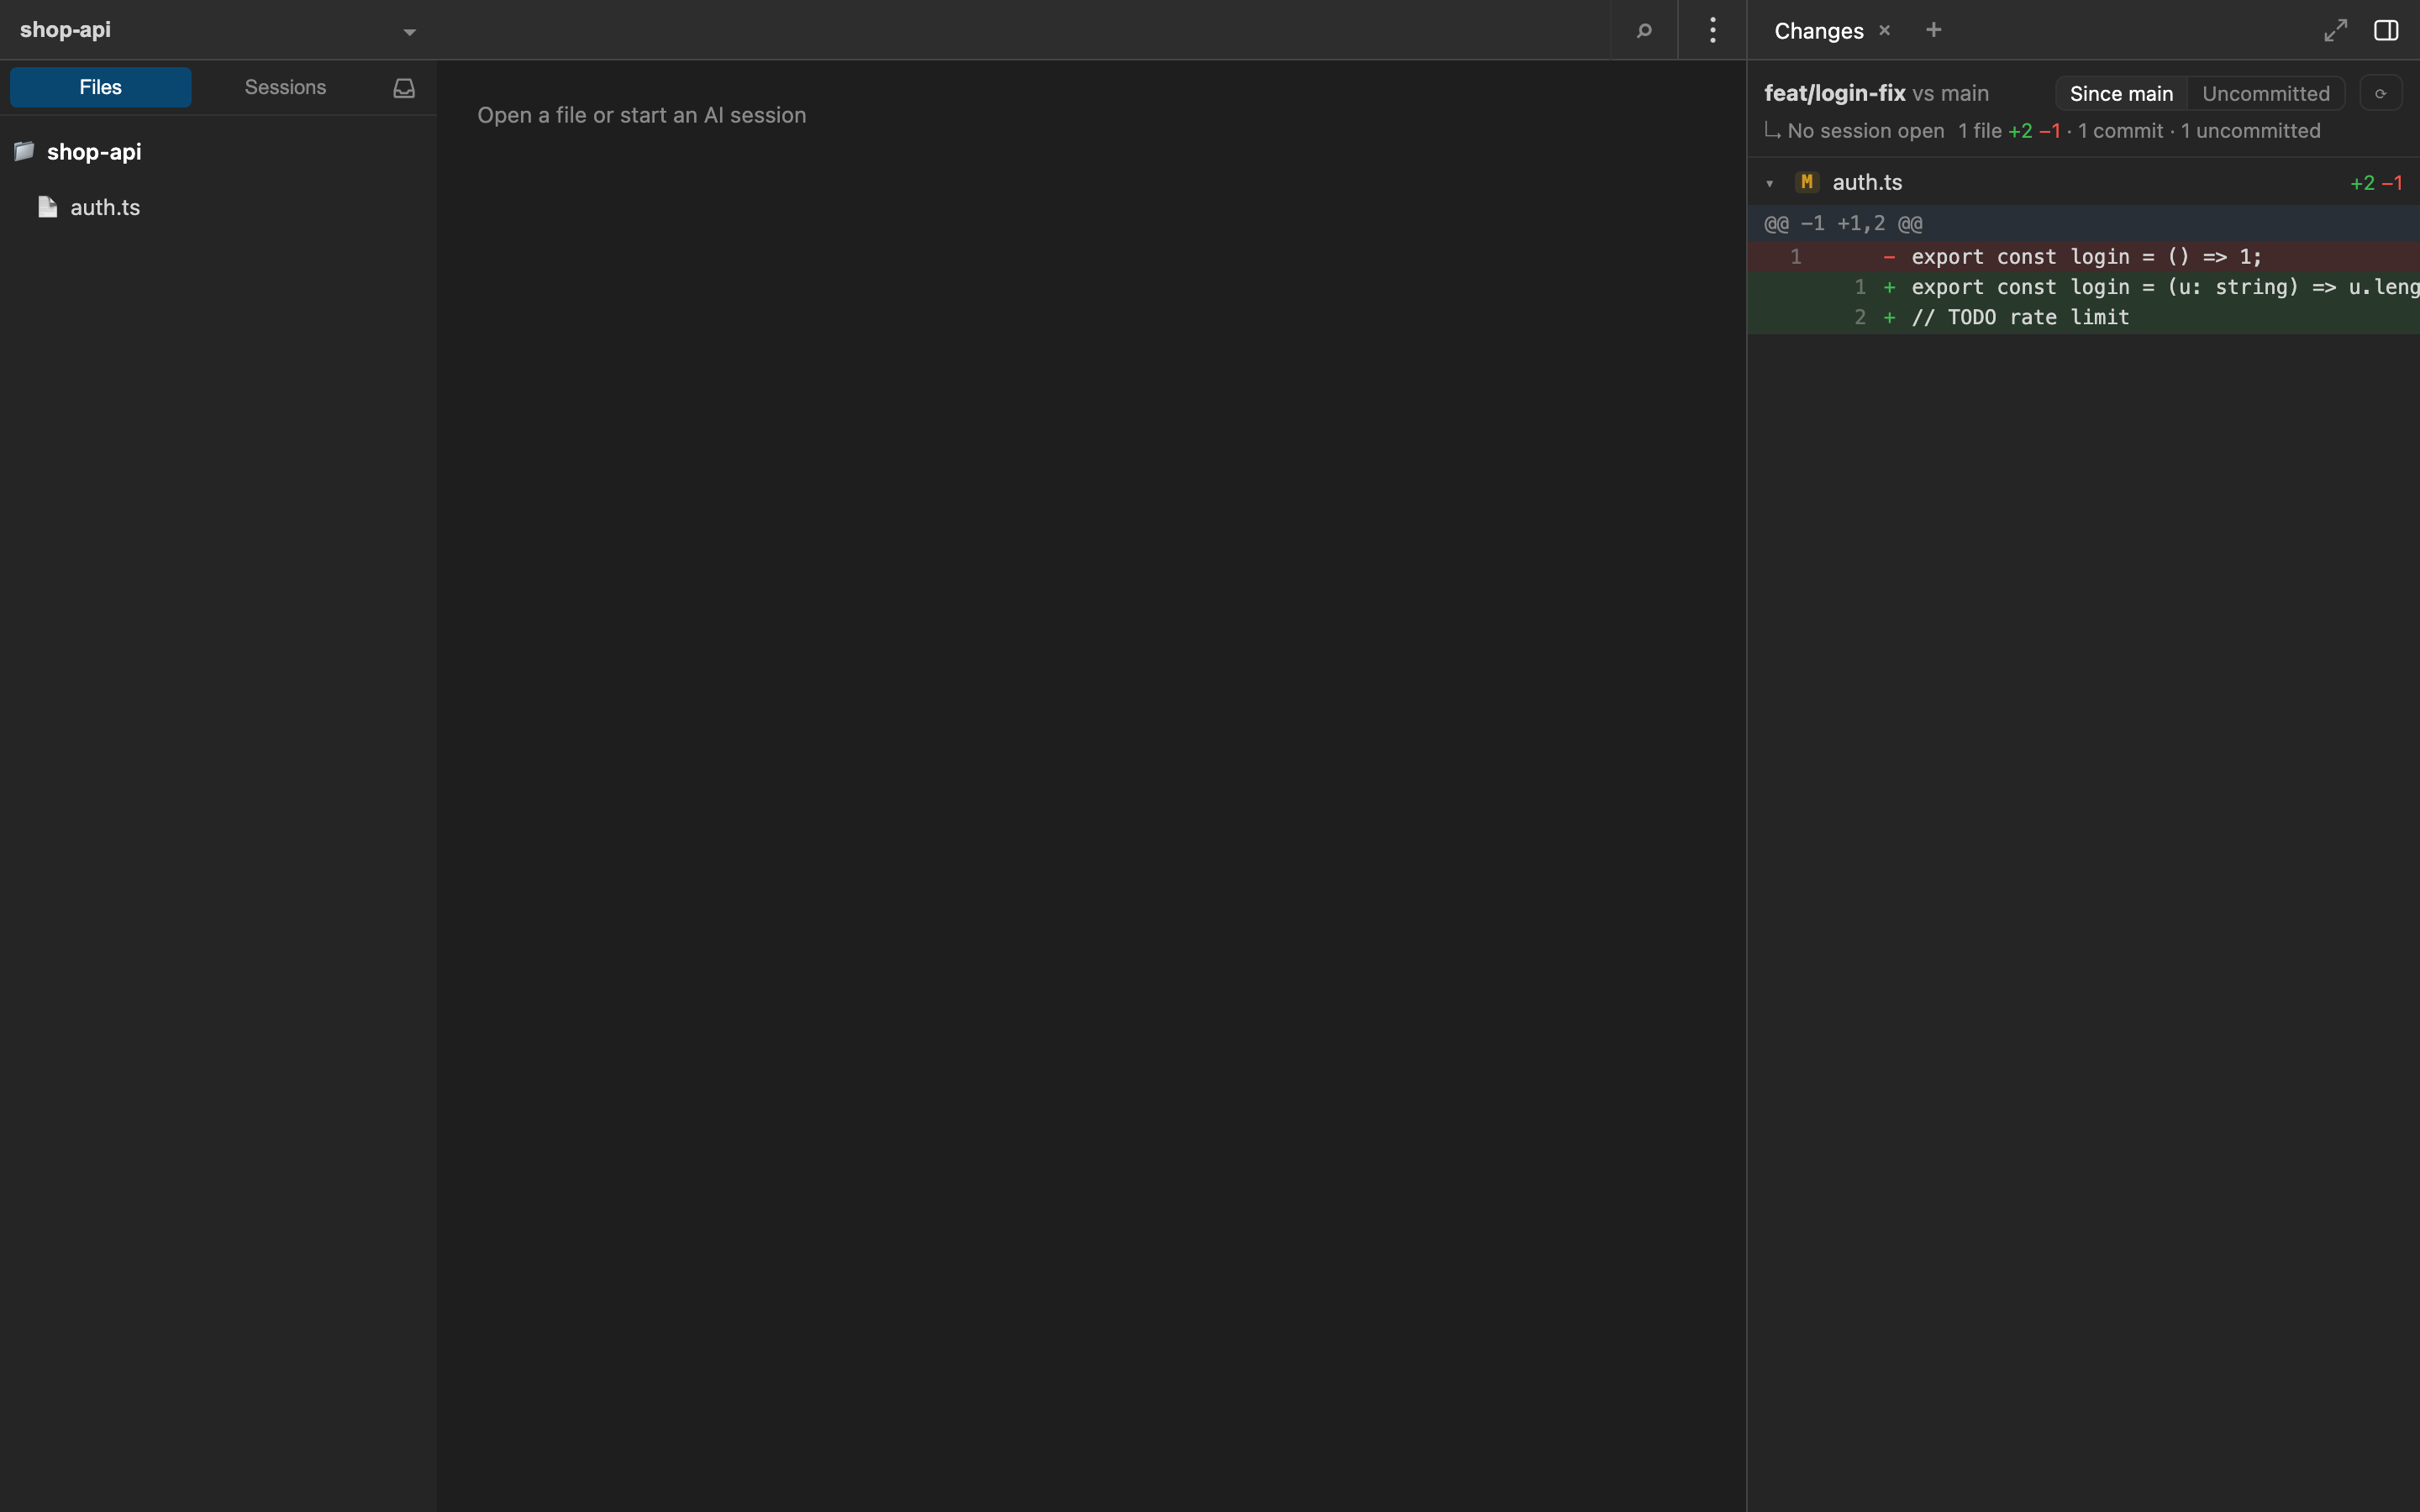 shop-api
Changes × +
Files Sessions
feat/login-fix vs main Since main Uncommitted
No session open 1 file +2 −1 · 1 commit · 1 uncommitted
Open a file or start an AI session
shop-api
auth.ts
M auth.ts +2 −1
@@ −1 +1,2 @@
1 − export const login = () => 1;
1 + export const login = (u: string) => u.leng
2 + // TODO rate limit